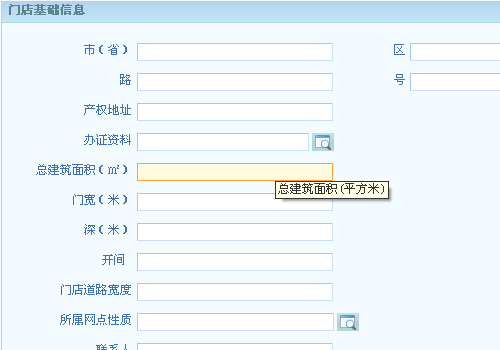 门店基础信息
市（省） 区
路 号
产权地址
办证资料
总建筑面积（㎡）
总建筑面积(平方米)
门宽（米）
深（米）
开间
门店道路宽度
所属网点性质
联系人